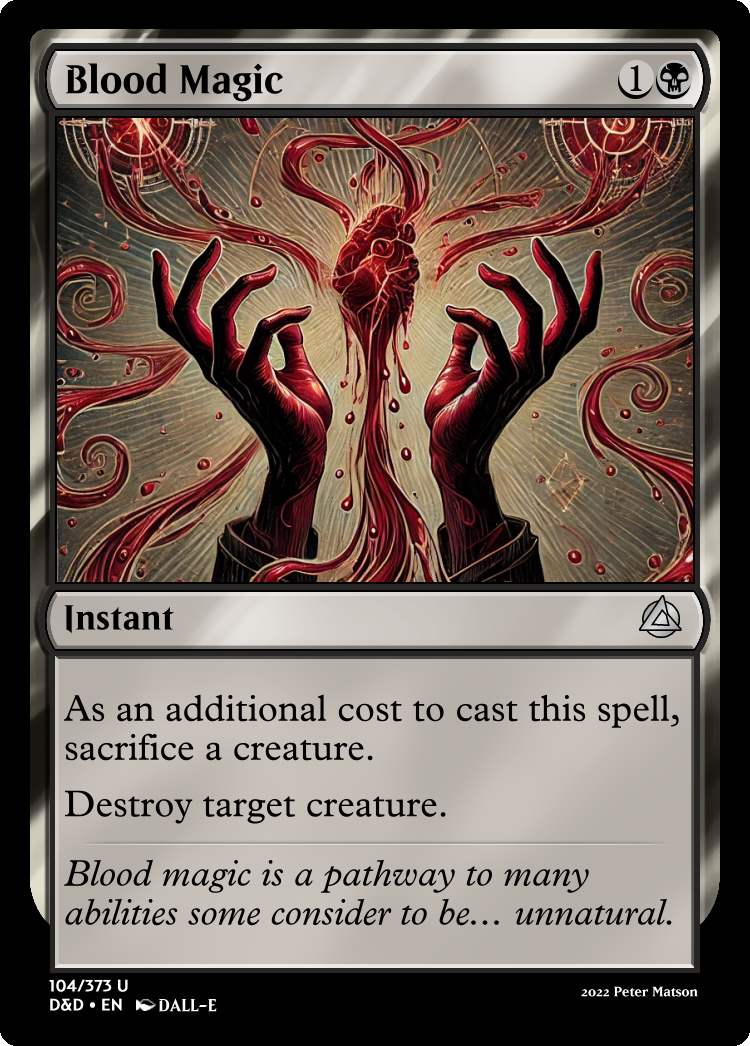 Blood Magic 1
Instant
As an additional cost to cast this spell,
sacrifice a creature.
Destroy target creature.
Blood magic is a pathway to many
abilities some consider to be… unnatural.
104/373 U
D&D • EN DALL-E
2022 Peter Matson